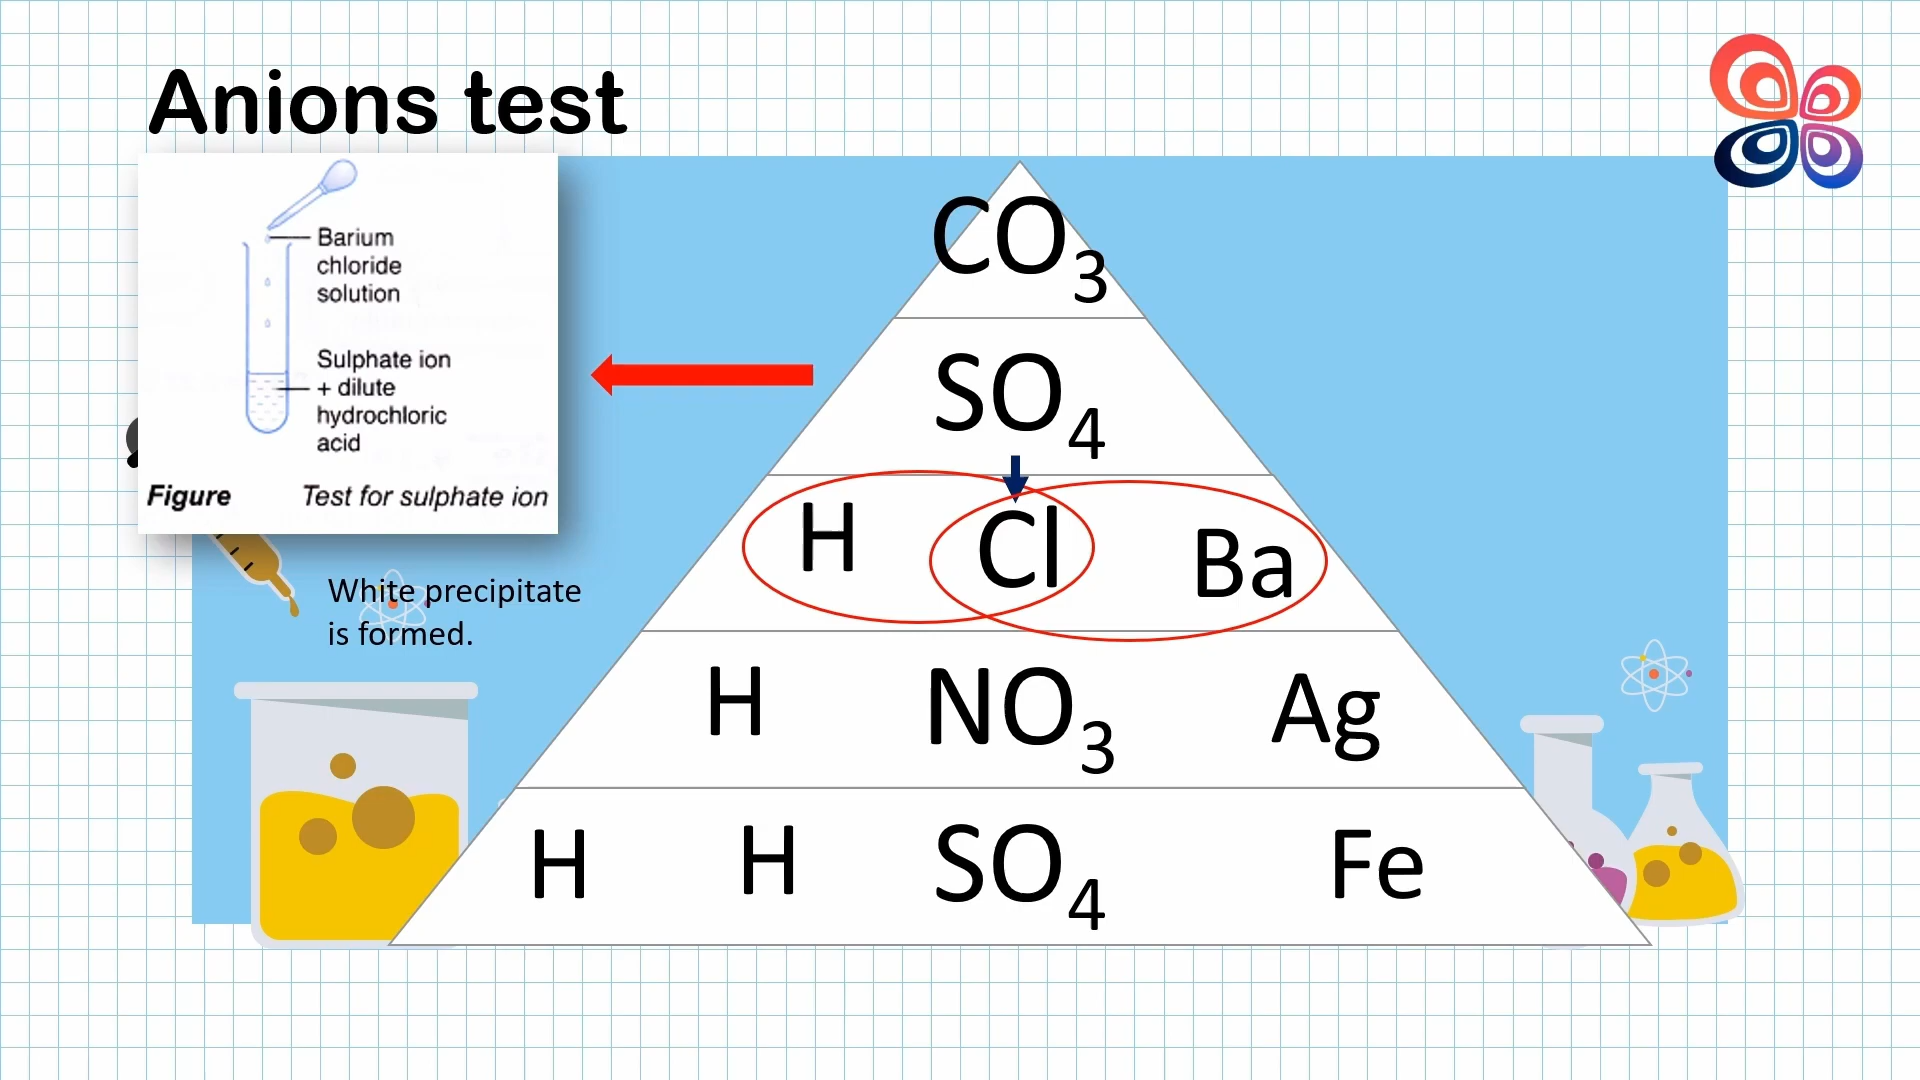 Anions test
Barium
chloride
solution
Sulphate ion
+ dilute
hydrochloric
acid
Figure Test for sulphate ion
White precipitate
is formed.
CO₃
SO₄
H Cl Ba
H NO₃ Ag
H H SO₄ Fe